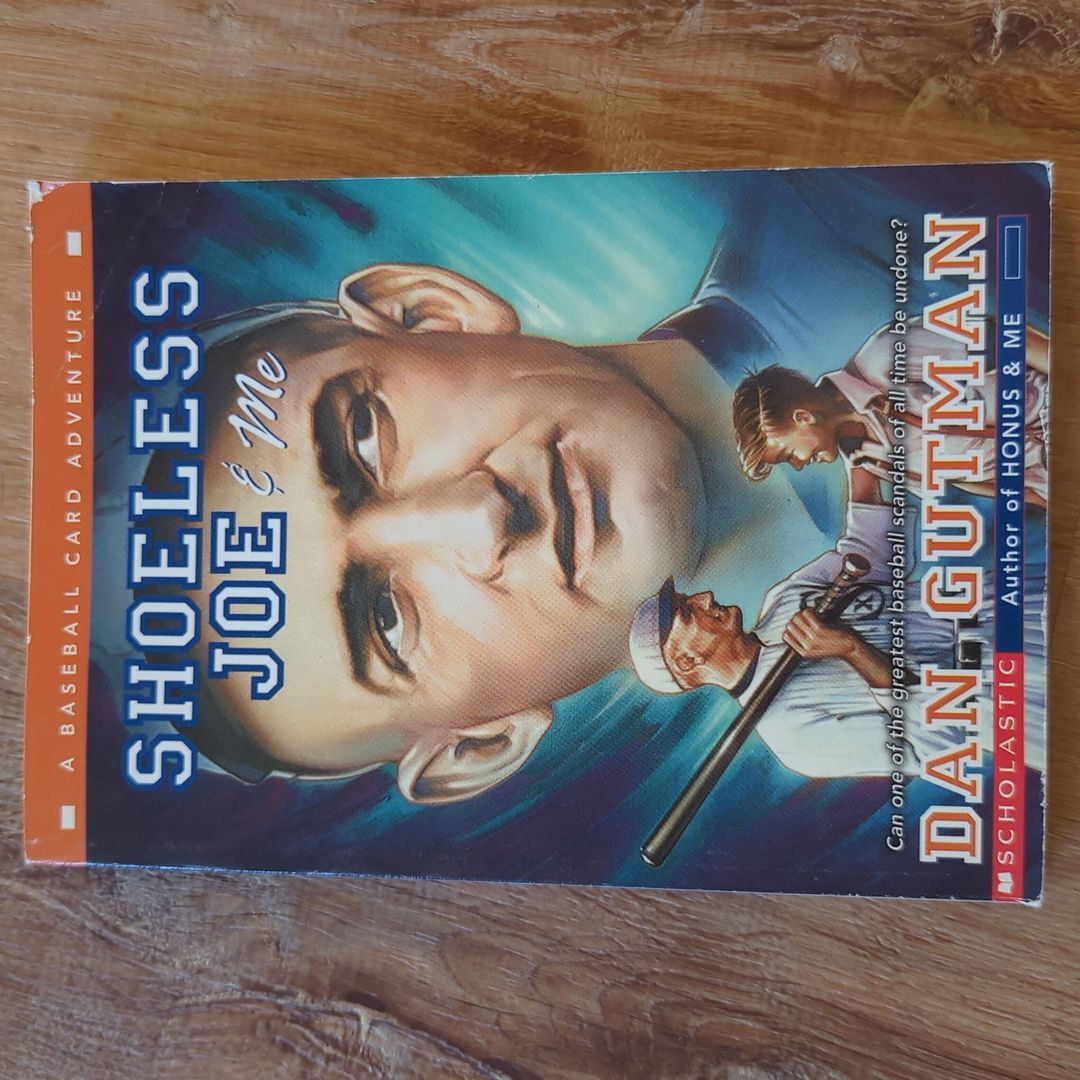 A BASEBALL CARD ADVENTURE
SHOELESS
JOE & Me
Can one of the greatest baseball scandals of all time be undone?
DAN GUTMAN
SCHOLASTIC Author of HONUS & ME